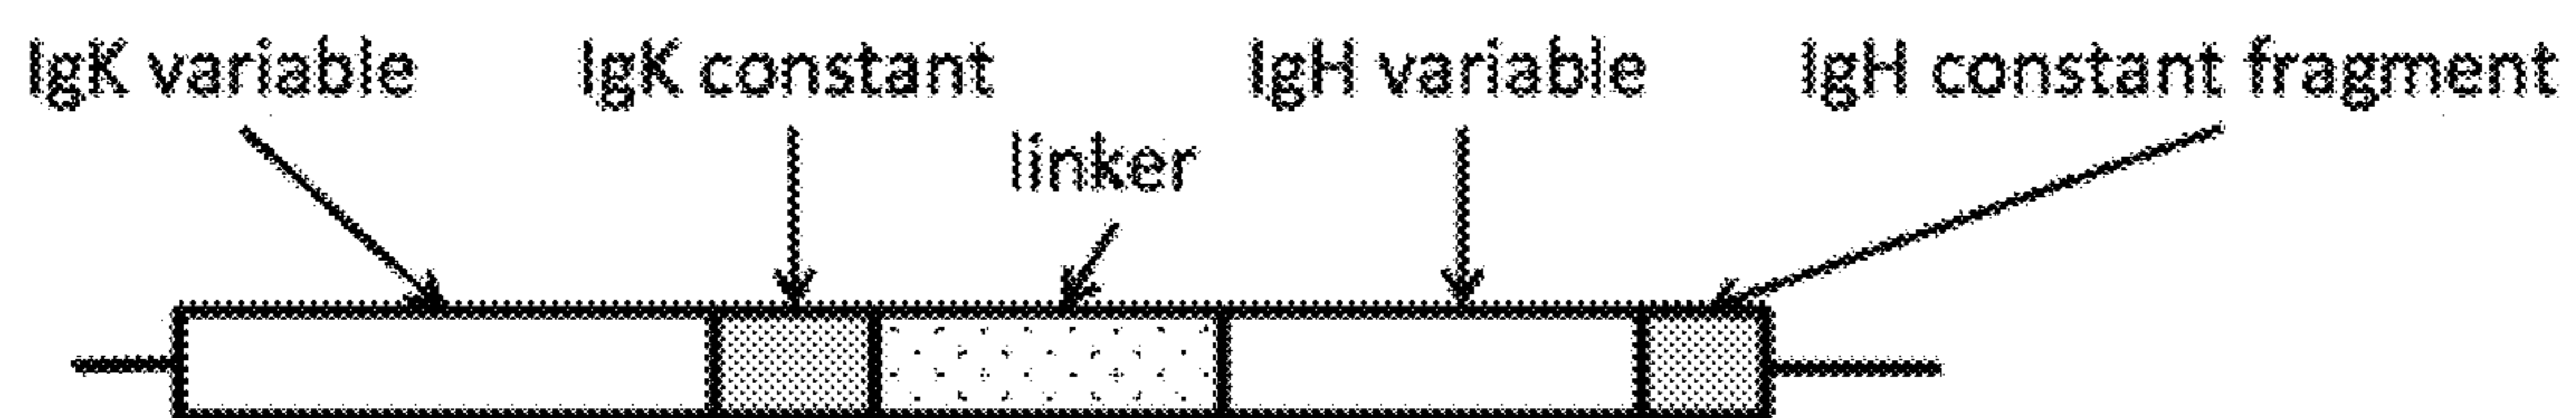 IgK variable IgK constant IgH variable IgH constant fragment
linker